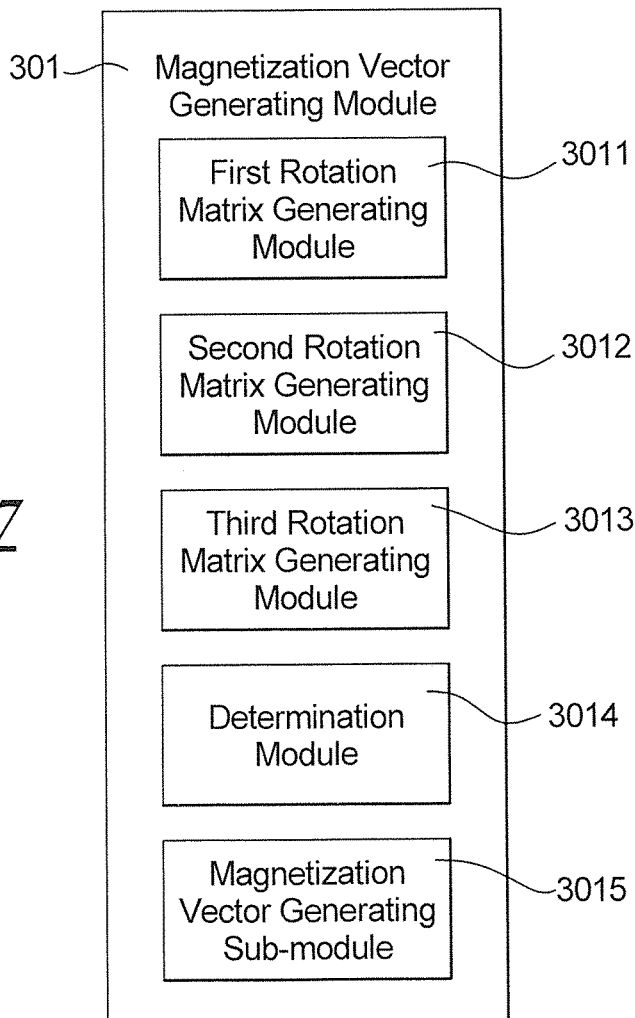 301
Magnetization Vector
Generating Module
First Rotation
Matrix Generating
Module
3011
Second Rotation
Matrix Generating
Module
3012
Third Rotation
Matrix Generating
Module
3013
Determination
Module
3014
Magnetization
Vector Generating
Sub-module
3015